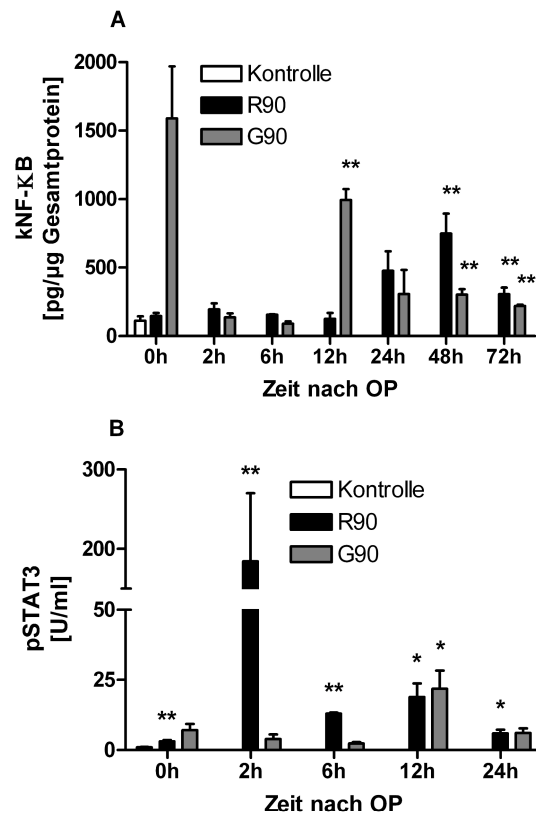 A
2000
1500
1000
500
0
kNF-κB
[pg/µg Gesamtprotein]
Kontrolle
R90
G90
**
**
**
**
**
0h 2h 6h 12h 24h 48h 72h
Zeit nach OP
B
300
200
50
25
0
pSTAT3
[U/ml]
Kontrolle
R90
G90
**
**
**
*
*
*
0h 2h 6h 12h 24h
Zeit nach OP